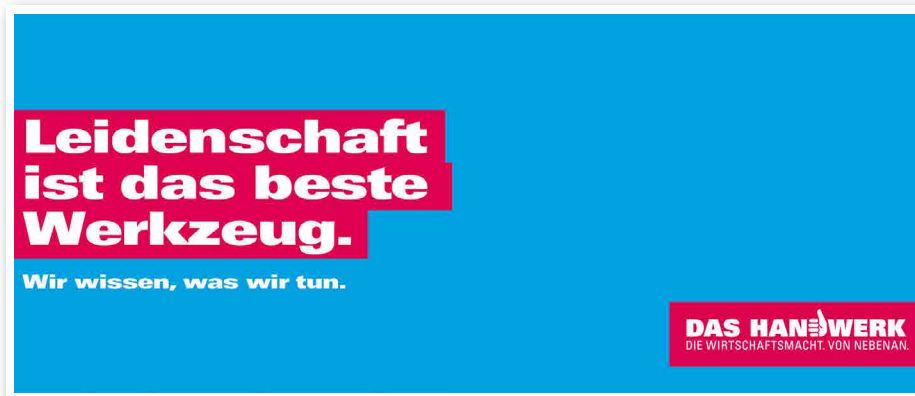 Leidenschaft
ist das beste
Werkzeug.
Wir wissen, was wir tun.
DAS HANDWERK
DIE WIRTSCHAFTSMACHT. VON NEBENAN.